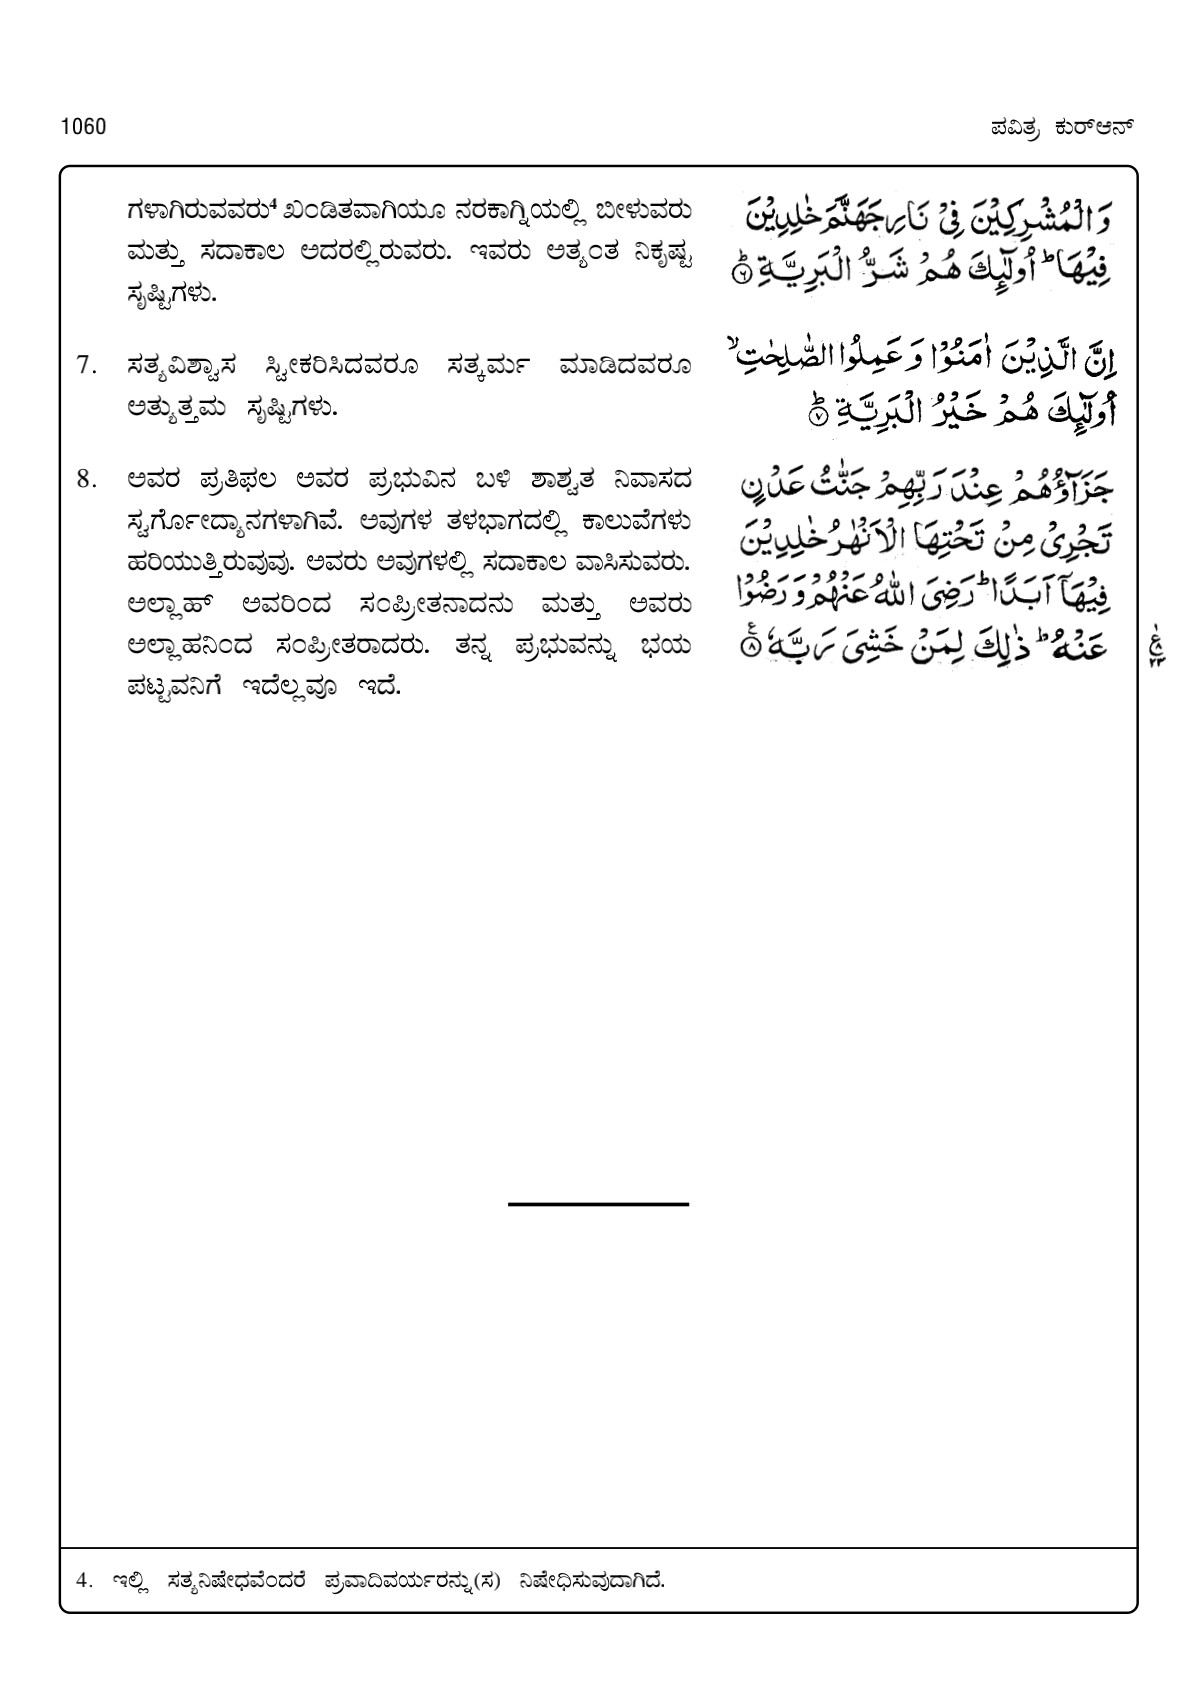 1060
ಪವಿತ್ರ ಕುರ್‌ಆನ್
ಗಳಾಗಿರುವವರು⁴ ಖಂಡಿತವಾಗಿಯೂ ನರಕಾಗ್ನಿಯಲ್ಲಿ ಬೀಳುವರು
ಮತ್ತು ಸದಾಕಾಲ ಅದರಲ್ಲಿರುವರು. ಇವರು ಅತ್ಯಂತ ನಿಕೃಷ್ಟ
ಸೃಷ್ಟಿಗಳು.
وَالْمُشْرِكِيْنَ فِيْ نَارِ جَهَنَّمَ خٰلِدِيْنَ
فِيْهَا ؕ اُولٰٓئِكَ هُمْ شَرُّ الْبَرِيَّةِ ؕ۶
7. ಸತ್ಯವಿಶ್ವಾಸ ಸ್ವೀಕರಿಸಿದವರೂ ಸತ್ಕರ್ಮ ಮಾಡಿದವರೂ
ಅತ್ಯುತ್ತಮ ಸೃಷ್ಟಿಗಳು.
اِنَّ الَّذِيْنَ اٰمَنُوْا وَ عَمِلُوا الصّٰلِحٰتِ ۙ
اُولٰٓئِكَ هُمْ خَيْرُ الْبَرِيَّةِ ؕ۷
8. ಅವರ ಪ್ರತಿಫಲ ಅವರ ಪ್ರಭುವಿನ ಬಳಿ ಶಾಶ್ವತ ನಿವಾಸದ
ಸ್ವರ್ಗೋದ್ಯಾನಗಳಾಗಿವೆ. ಅವುಗಳ ತಳಭಾಗದಲ್ಲಿ ಕಾಲುವೆಗಳು
ಹರಿಯುತ್ತಿರುವುವು. ಅವರು ಅವುಗಳಲ್ಲಿ ಸದಾಕಾಲ ವಾಸಿಸುವರು.
ಅಲ್ಲಾಹ್ ಅವರಿಂದ ಸಂಪ್ರೀತನಾದನು ಮತ್ತು ಅವರು
ಅಲ್ಲಾಹನಿಂದ ಸಂಪ್ರೀತರಾದರು. ತನ್ನ ಪ್ರಭುವನ್ನು ಭಯ
ಪಟ್ಟವನಿಗೆ ಇದೆಲ್ಲವೂ ಇದೆ.
جَزَآؤُهُمْ عِنْدَ رَبِّهِمْ جَنّٰتُ عَدْنٍ
تَجْرِيْ مِنْ تَحْتِهَا الْاَنْهٰرُ خٰلِدِيْنَ
فِيْهَاۤ اَبَدًا ؕ رَضِىَ اللّٰهُ عَنْهُمْ وَ رَضُوْا
عَنْهُ ؕ ذٰلِكَ لِمَنْ خَشِىَ رَبَّهٗ ۸ع
4. ಇಲ್ಲಿ ಸತ್ಯನಿಷೇಧವೆಂದರೆ ಪ್ರವಾದಿವರ್ಯರನ್ನು(ಸ) ನಿಷೇಧಿಸುವುದಾಗಿದೆ.